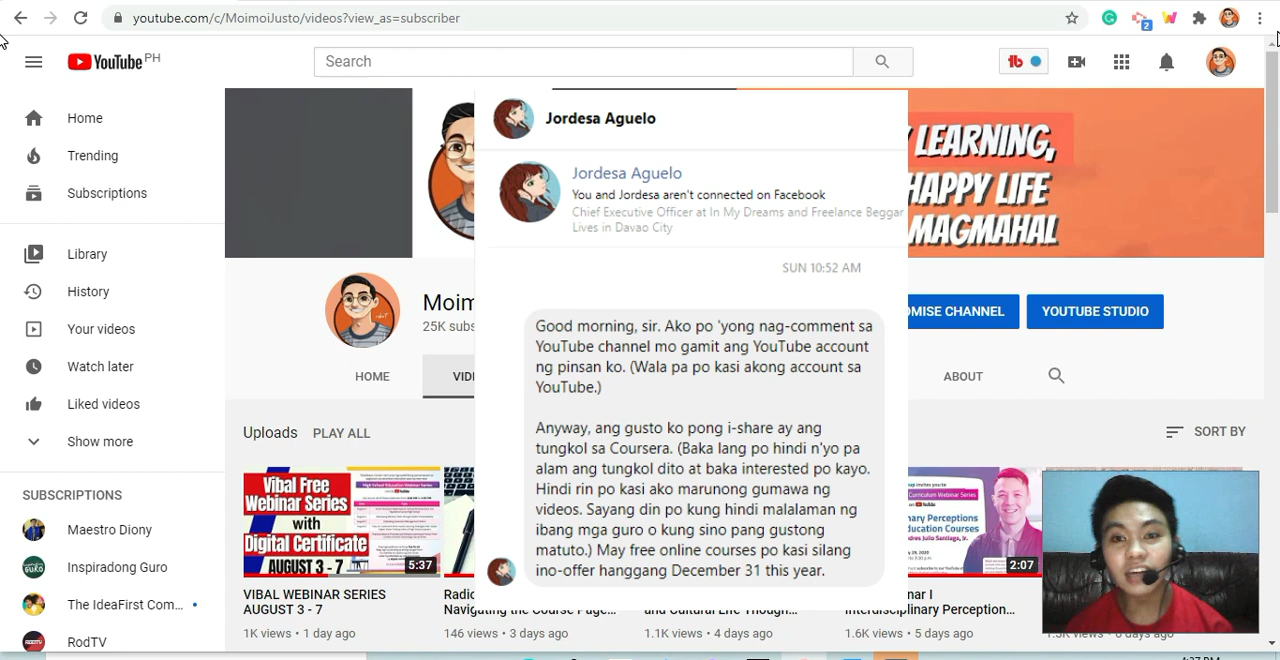 youtube.com/c/MoimoiJusto/videos?view_as=subscriber
2
YouTube PH
Search
tb
Home
Trending
Subscriptions
Library
History
Your videos
Watch later
Liked videos
Show more
SUBSCRIPTIONS
Maestro Diony
Inspiradong Guro
The IdeaFirst Com...
RodTV
LEARNING,
HAPPY LIFE
MAGMAHAL
Moim
25K subs
OMISE CHANNEL
YOUTUBE STUDIO
HOME
VID
ABOUT
Jordesa Aguelo
Jordesa Aguelo
You and Jordesa aren't connected on Facebook
Chief Executive Officer at In My Dreams and Freelance Beggar
Lives in Davao City
SUN 10:52 AM
Good morning, sir. Ako po 'yong nag-comment sa
YouTube channel mo gamit ang YouTube account
ng pinsan ko. (Wala pa po kasi akong account sa
YouTube.)
Anyway, ang gusto ko pong i-share ay ang
tungkol sa Coursera. (Baka lang po hindi n'yo pa
alam ang tungkol dito at baka interested po kayo.
Hindi rin po kasi ako marunong gumawa ng
videos. Sayang din po kung hindi malalaman ng
ibang mga guro o kung sino pang gustong
matuto.) May free online courses po kasi silang
ino-offer hanggang December 31 this year.
Uploads
PLAY ALL
SORT BY
Vibal Free
Webinar Series
with
Digital Certificate
AUGUST 3 - 7
5:37
VIBAL WEBINAR SERIES
AUGUST 3 - 7
1K views • 1 day ago
Navigating the Course Page...
146 views • 3 days ago
and Cultural Life Though...
1.1K views • 4 days ago
Curriculum Webinar Series
nary Perceptions
ducation Courses
2:07
Interdisciplinary Perception...
1.6K views • 5 days ago